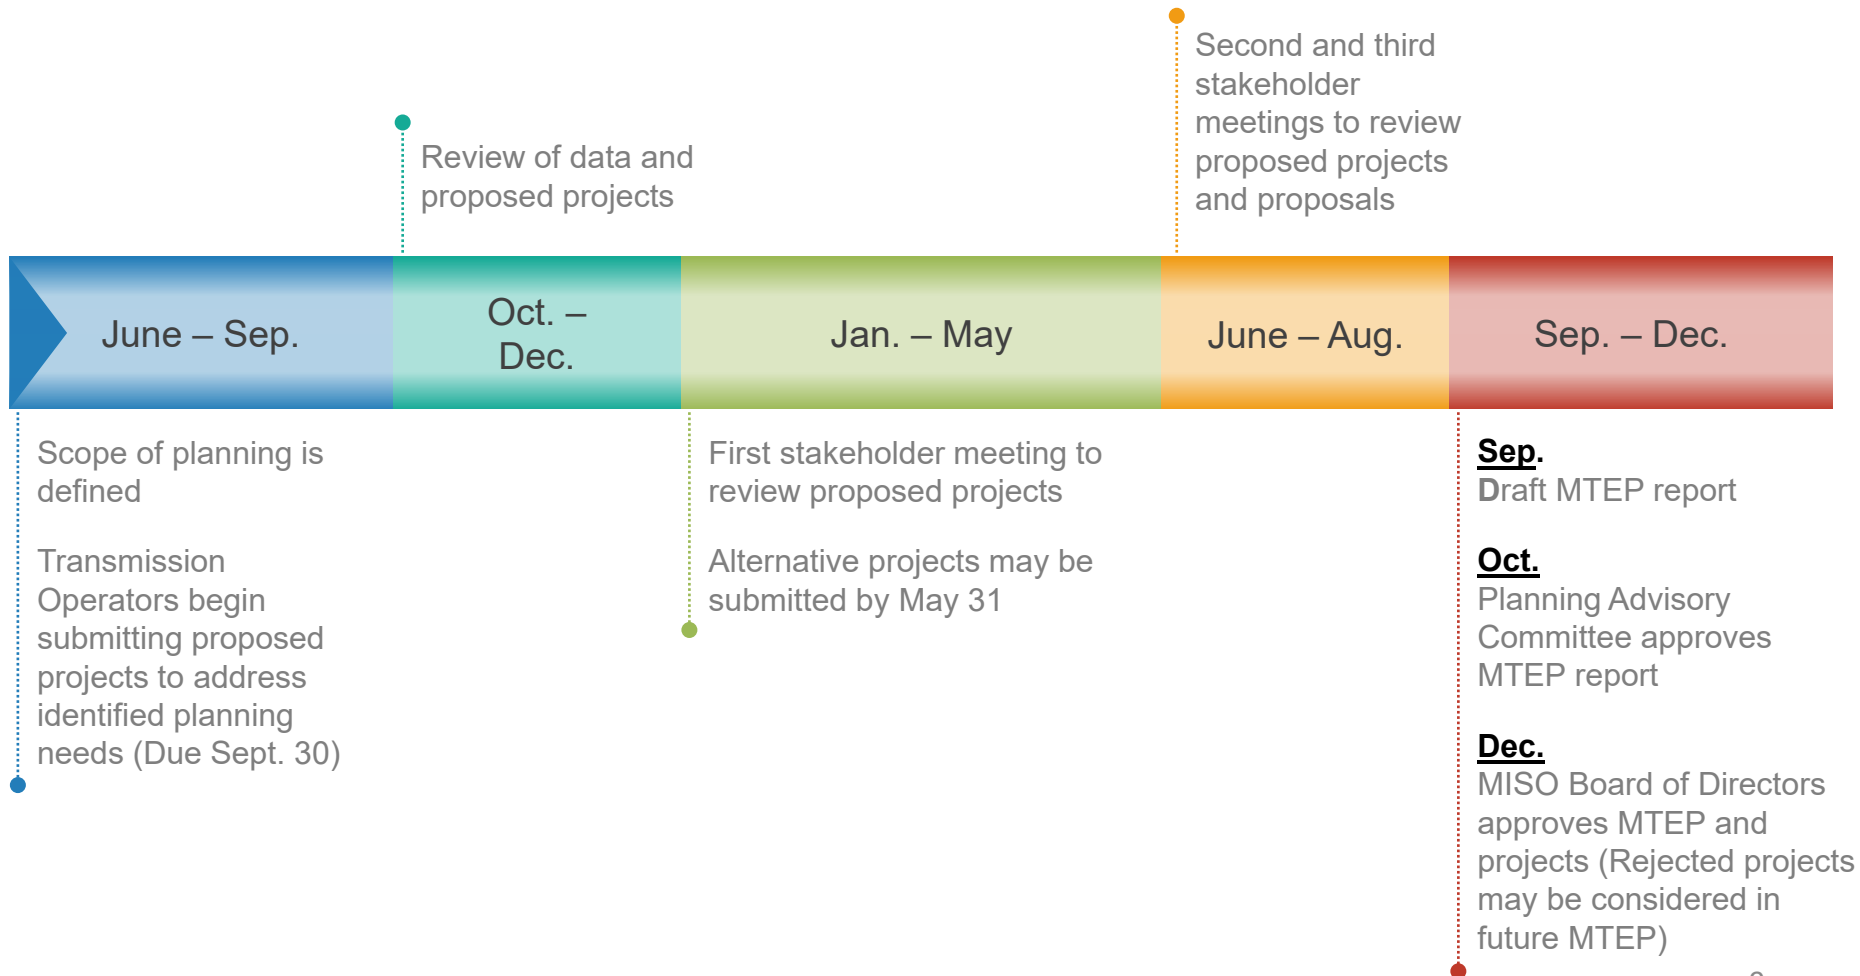 Second and third
stakeholder
meetings to review
proposed projects
and proposals
Review of data and
proposed projects
June – Sep.
Oct. –
Dec.
Jan. – May
June – Aug.
Sep. – Dec.
Scope of planning is
defined
Transmission
Operators begin
submitting proposed
projects to address
identified planning
needs (Due Sept. 30)
First stakeholder meeting to
review proposed projects
Alternative projects may be
submitted by May 31
Sep.
Draft MTEP report
Oct.
Planning Advisory
Committee approves
MTEP report
Dec.
MISO Board of Directors
approves MTEP and
projects (Rejected projects
may be considered in
future MTEP)